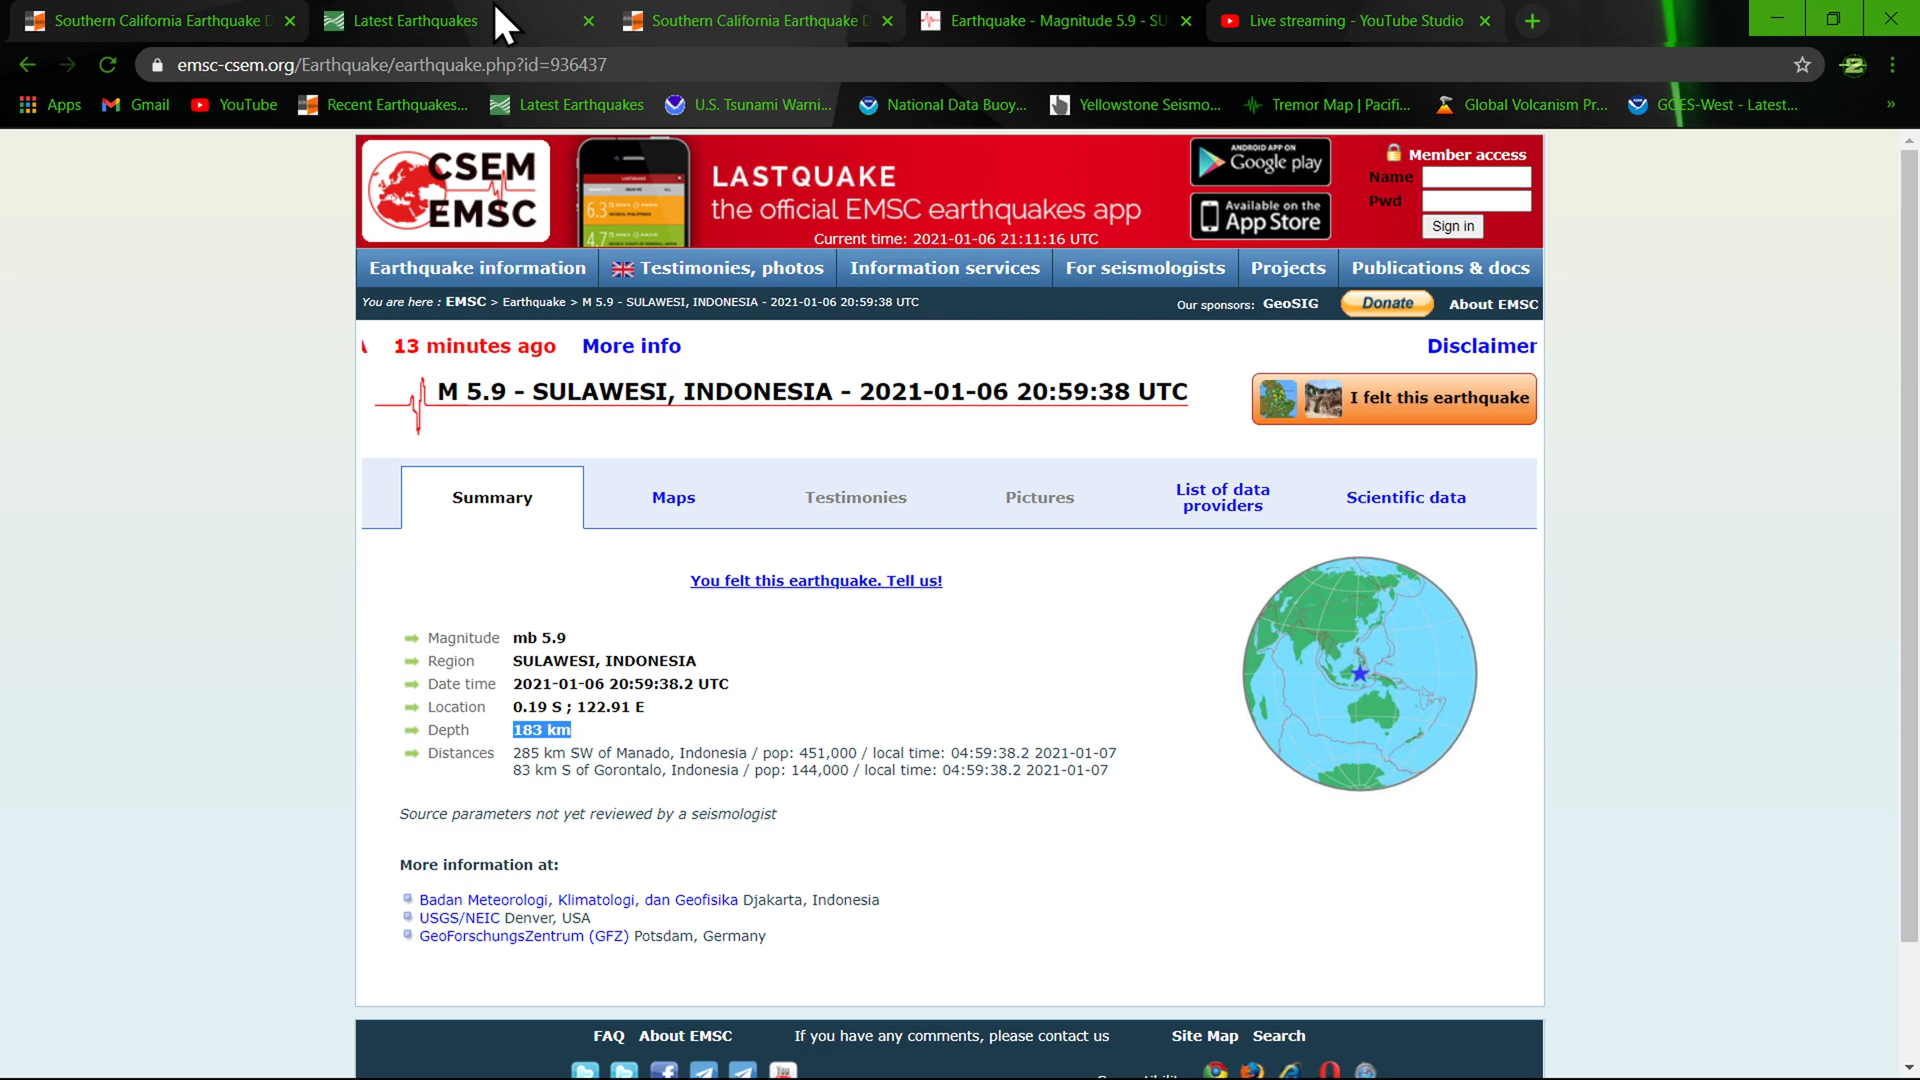 Southern California Earthquake D
Latest Earthquakes
Southern California Earthquake D
Earthquake - Magnitude 5.9 - SU
Live streaming - YouTube Studio
emsc-csem.org/Earthquake/earthquake.php?id=936437
Apps
Gmail
YouTube
Recent Earthquakes...
Latest Earthquakes
U.S. Tsunami Warni...
National Data Buoy...
Yellowstone Seismo...
Tremor Map | Pacifi...
Global Volcanism Pr...
GOES-West - Latest...
»
CSEM
EMSC
LASTQUAKE
the official EMSC earthquakes app
Current time: 2021-01-06 21:11:16 UTC
LASTQUAKE
6.3
4.7
ANDROID APP ON
Google play
Available on the
App Store
Member access
Name
Pwd
Sign in
Earthquake information
Testimonies, photos
Information services
For seismologists
Projects
Publications & docs
You are here : EMSC > Earthquake > M 5.9 - SULAWESI, INDONESIA - 2021-01-06 20:59:38 UTC
Our sponsors: GeoSIG
Donate
About EMSC
13 minutes ago More info
Disclaimer
M 5.9 - SULAWESI, INDONESIA - 2021-01-06 20:59:38 UTC
I felt this earthquake
Summary
Maps
Testimonies
Pictures
List of data
providers
Scientific data
You felt this earthquake. Tell us!
Magnitude mb 5.9
Region SULAWESI, INDONESIA
Date time 2021-01-06 20:59:38.2 UTC
Location 0.19 S ; 122.91 E
Depth 183 km
Distances 285 km SW of Manado, Indonesia / pop: 451,000 / local time: 04:59:38.2 2021-01-07
83 km S of Gorontalo, Indonesia / pop: 144,000 / local time: 04:59:38.2 2021-01-07
Source parameters not yet reviewed by a seismologist
More information at:
Badan Meteorologi, Klimatologi, dan Geofisika Djakarta, Indonesia
USGS/NEIC Denver, USA
GeoForschungsZentrum (GFZ) Potsdam, Germany
FAQ About EMSC
If you have any comments, please contact us
Site Map Search
You